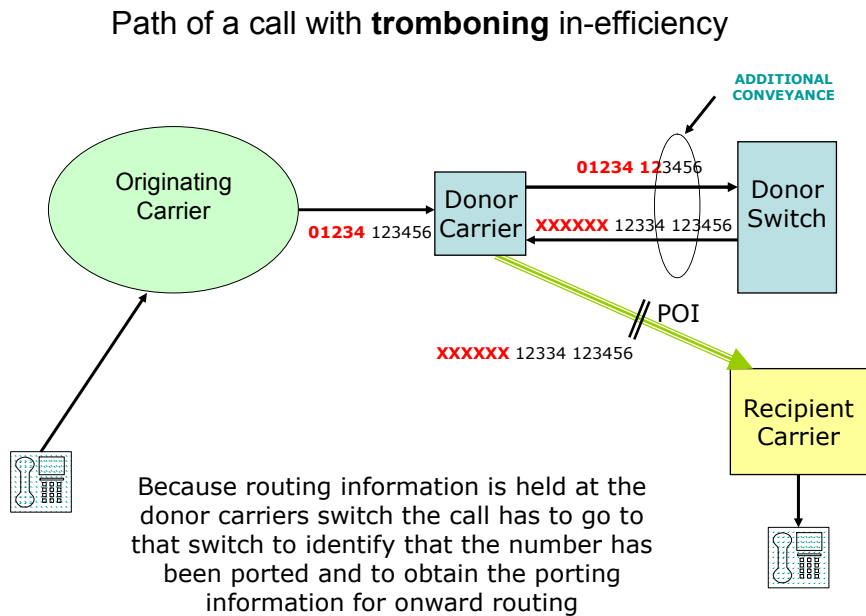 Path of a call with tromboning in-efficiency
ADDITIONAL
CONVEYANCE
Originating
Carrier
01234 123456
Donor
Carrier
01234 123456
XXXXXX 12334 123456
Donor
Switch
POI
XXXXXX 12334 123456
Recipient
Carrier
Because routing information is held at the
donor carriers switch the call has to go to
that switch to identify that the number has
been ported and to obtain the porting
information for onward routing